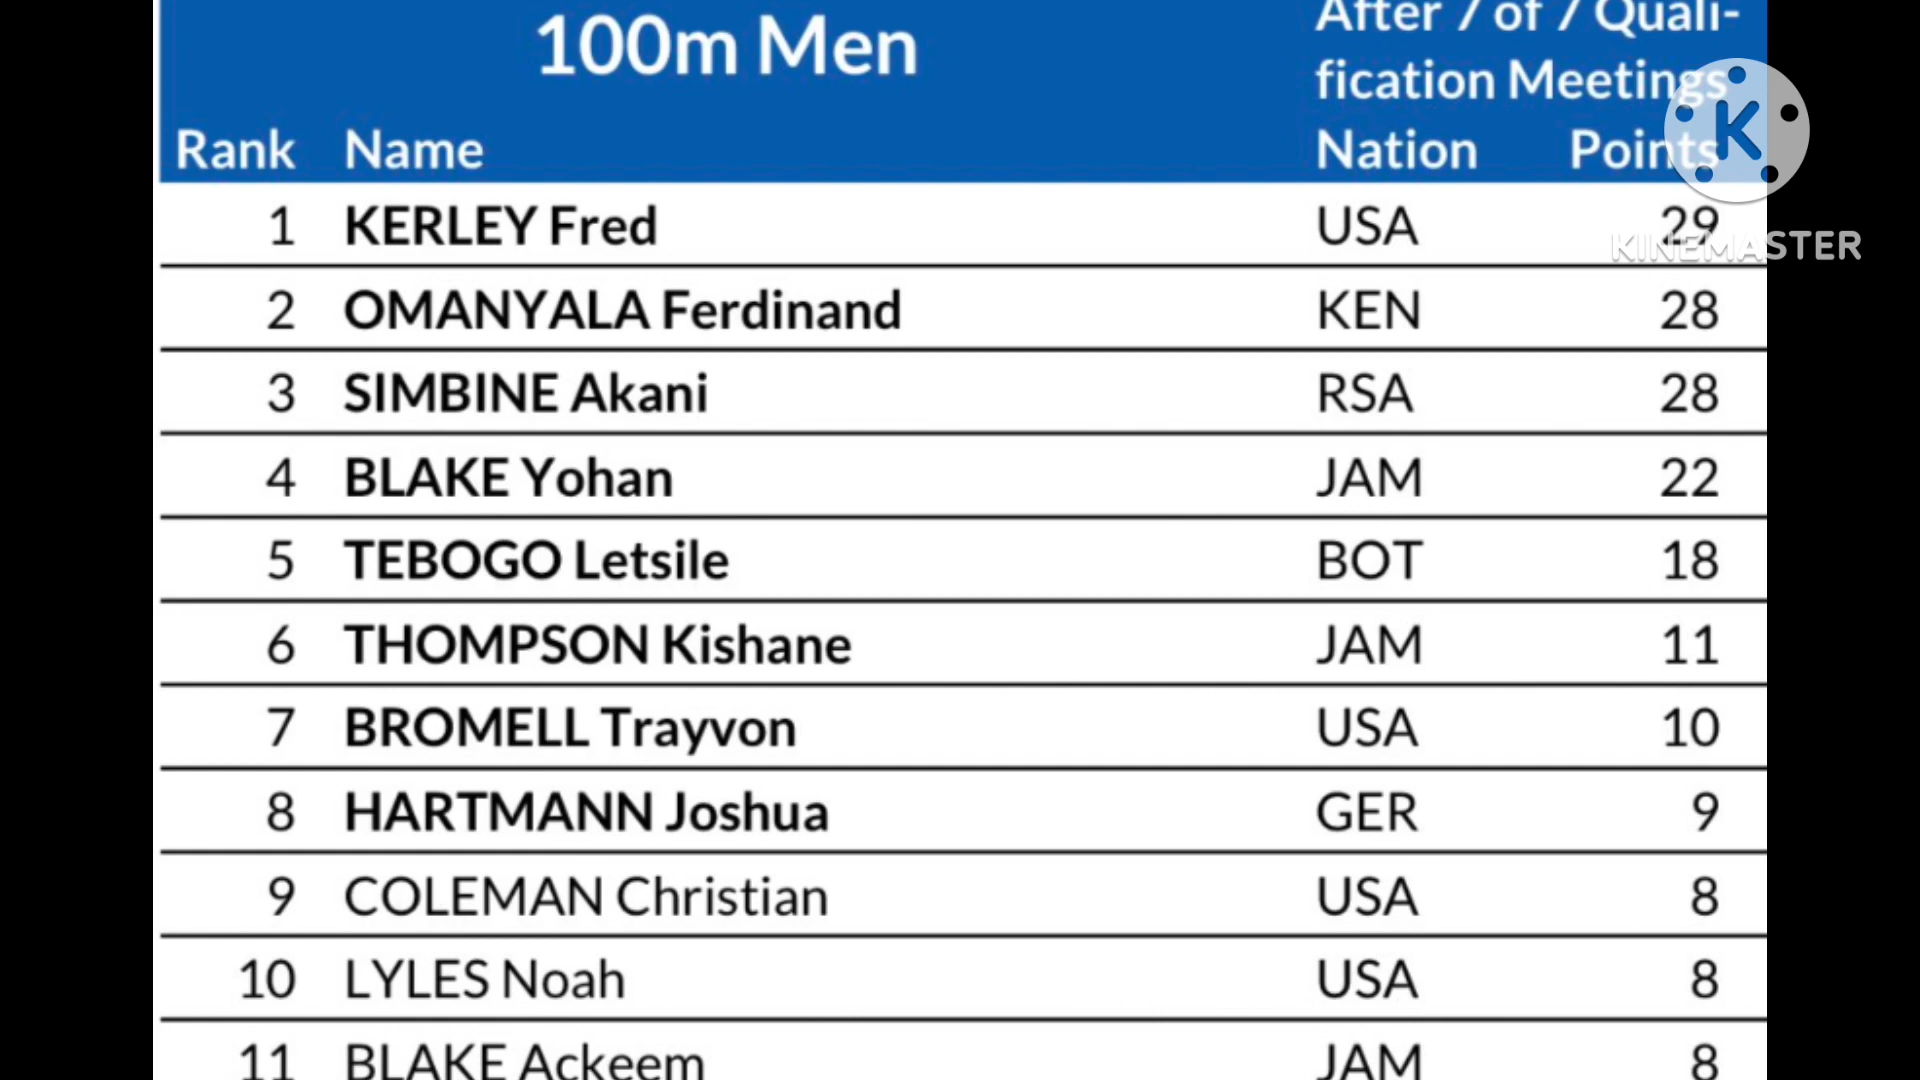 100m Men
After 7 of 7 Quali-
fication Meetings
Rank Name Nation Points
1 KERLEY Fred USA 29
2 OMANYALA Ferdinand KEN 28
3 SIMBINE Akani RSA 28
4 BLAKE Yohan JAM 22
5 TEBOGO Letsile BOT 18
6 THOMPSON Kishane JAM 11
7 BROMELL Trayvon USA 10
8 HARTMANN Joshua GER 9
9 COLEMAN Christian USA 8
10 LYLES Noah USA 8
11 BLAKE Ackeem JAM 8
K
KINEMASTER